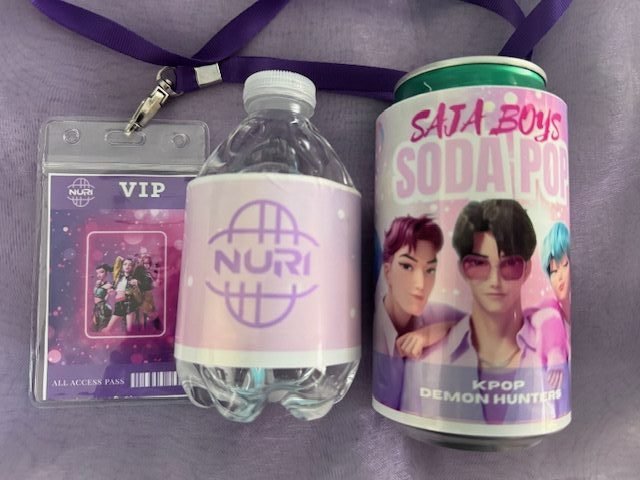 NURI
VIP
ALL ACCESS PASS
NURI
SAJA BOYS
SODA POP
KPOP
DEMON HUNTERS